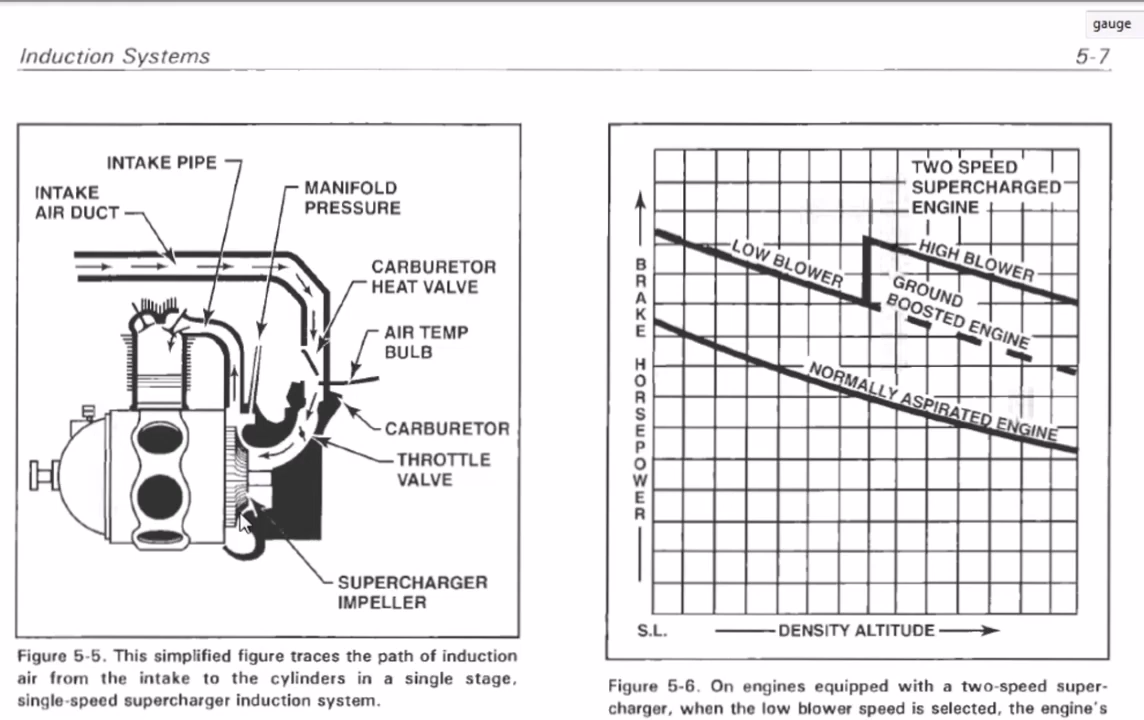 gauge
Induction Systems
5-7
INTAKE PIPE
INTAKE
AIR DUCT
MANIFOLD
PRESSURE
CARBURETOR
HEAT VALVE
AIR TEMP
BULB
CARBURETOR
THROTTLE
VALVE
SUPERCHARGER
IMPELLER
Figure 5-5. This simplified figure traces the path of induction
air from the intake to the cylinders in a single stage,
single-speed supercharger induction system.
TWO SPEED
SUPERCHARGED
ENGINE
LOW BLOWER
HIGH BLOWER
GROUND
BOOSTED ENGINE
NORMALLY ASPIRATED ENGINE
BRAKE HORSEPOWER
S.L.
DENSITY ALTITUDE
Figure 5-6. On engines equipped with a two-speed super-
charger, when the low blower speed is selected, the engine's